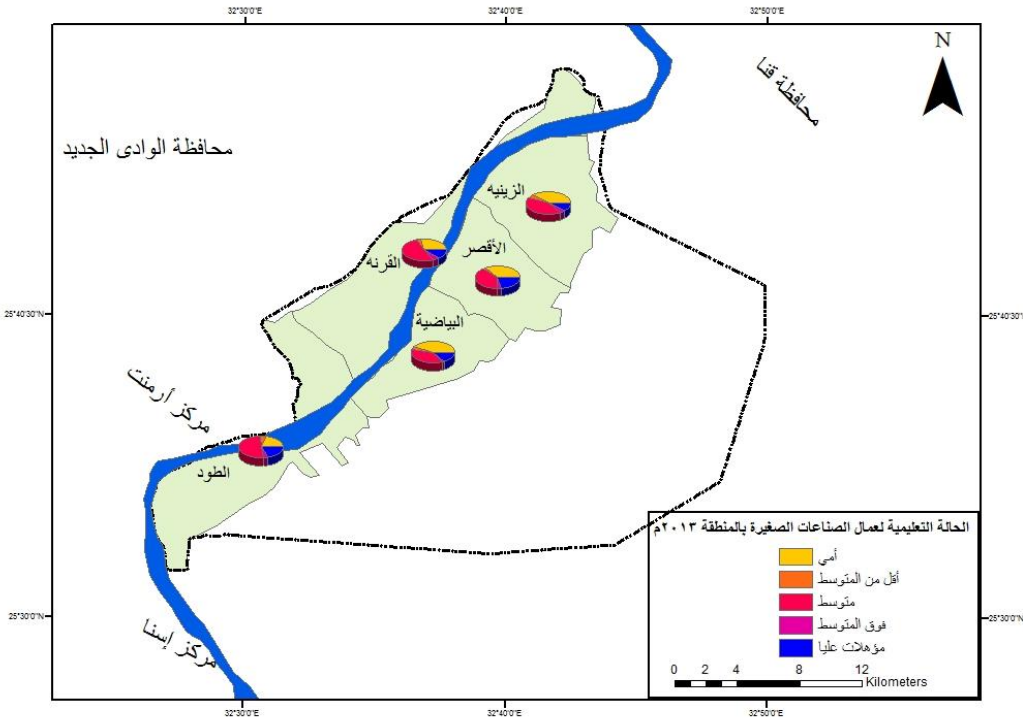 32°30'0"E 32°40'0"E 32°50'0"E
N
محافظة قنا
محافظة الوادى الجديد
الزينيه
الأقصر
القرنه
25°40'30"N 25°40'30"N
البياضية
مركز أرمنت
الطود
الحالة التعليمية لعمال الصناعات الصغيرة بالمنطقة ٢٠١٣م
أمي
أقل من المتوسط
متوسط
فوق المتوسط
مؤهلات عليا
25°30'0"N 25°30'0"N
مركز إسنا
0 2 4 8 12
Kilometers
32°30'0"E 32°40'0"E 32°50'0"E